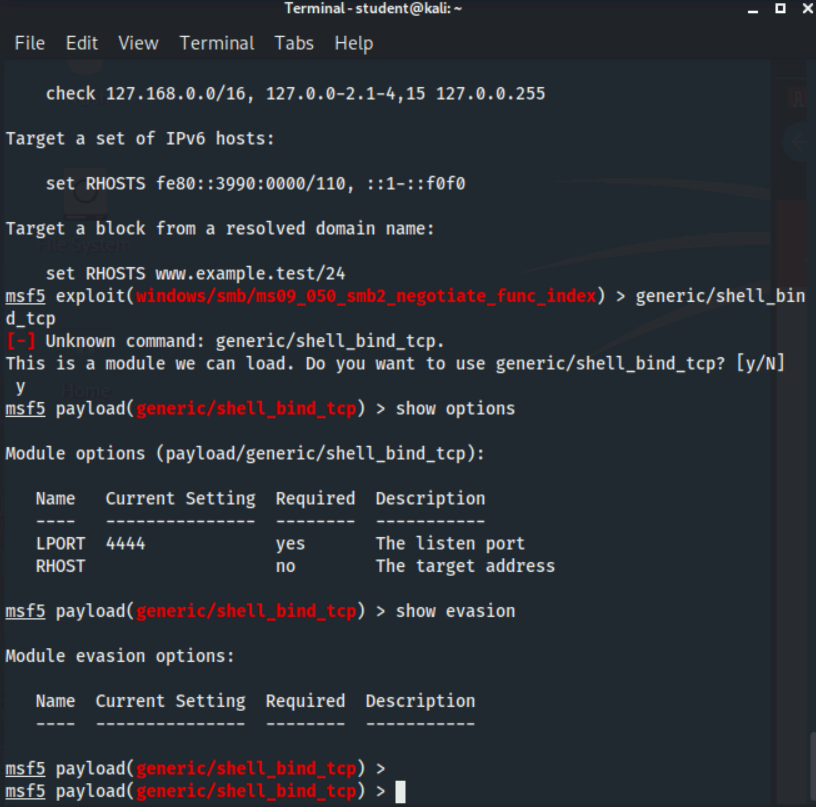 Terminal - student@kali: ~
File Edit View Terminal Tabs Help
check 127.168.0.0/16, 127.0.0-2.1-4,15 127.0.0.255
Target a set of IPv6 hosts:
set RHOSTS fe80::3990:0000/110, ::1-::f0f0
Target a block from a resolved domain name:
set RHOSTS www.example.test/24
msf5 exploit(windows/smb/ms09_050_smb2_negotiate_func_index) > generic/shell_bin
d_tcp
[-] Unknown command: generic/shell_bind_tcp.
This is a module we can load. Do you want to use generic/shell_bind_tcp? [y/N]
y
msf5 payload(generic/shell_bind_tcp) > show options
Module options (payload/generic/shell_bind_tcp):
Name Current Setting Required Description
---- --------------- -------- -----------
LPORT 4444 yes The listen port
RHOST no The target address
msf5 payload(generic/shell_bind_tcp) > show evasion
Module evasion options:
Name Current Setting Required Description
---- --------------- -------- -----------
msf5 payload(generic/shell_bind_tcp) >
msf5 payload(generic/shell_bind_tcp) >